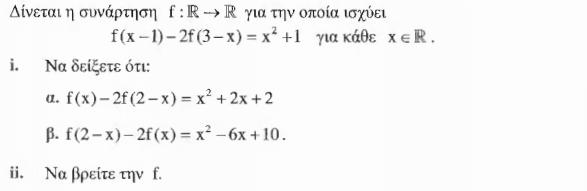 Δίνεται η συνάρτηση f : ℝ → ℝ για την οποία ισχύει
f(x−1)−2f(3−x) = x² +1 για κάθε x ∈ ℝ .
i. Να δείξετε ότι:
α. f(x)−2f(2−x) = x² +2x+2
β. f(2−x)−2f(x) = x² −6x+10.
ii. Να βρείτε την f.